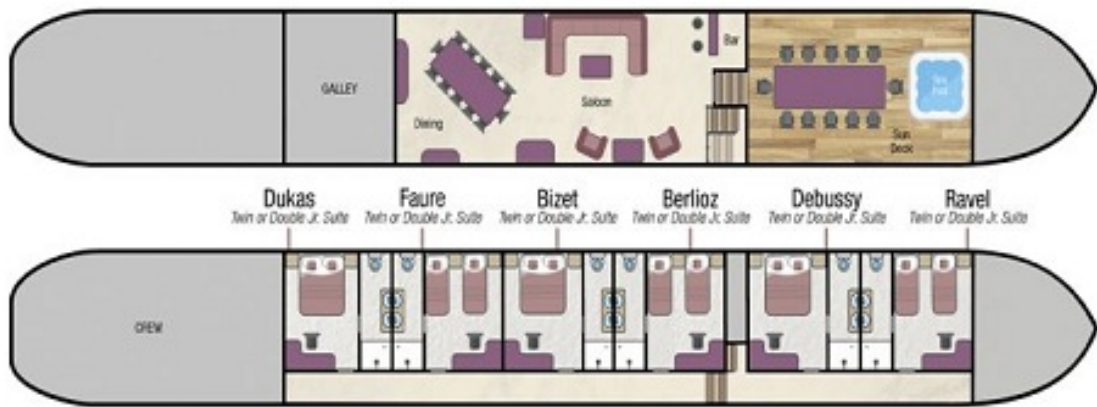 GALLEY
Dining
Saloon
Bar
Sun
Deck
Spa
Pool
Dukas
Twin or Double Jr. Suite
Faure
Twin or Double Jr. Suite
Bizet
Twin or Double Jr. Suite
Berlioz
Twin or Double Jr. Suite
Debussy
Twin or Double Jr. Suite
Ravel
Twin or Double Jr. Suite
CREW